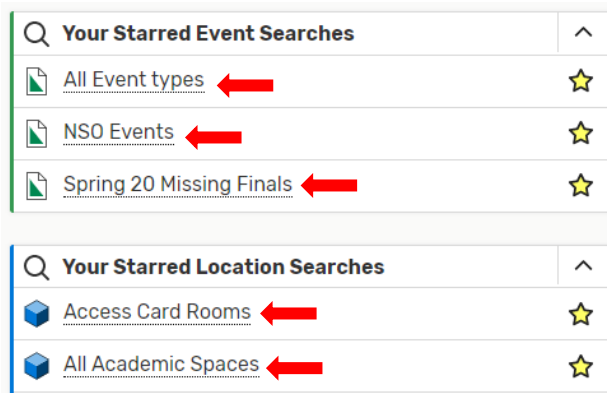 Your Starred Event Searches
All Event types
NSO Events
Spring 20 Missing Finals
Your Starred Location Searches
Access Card Rooms
All Academic Spaces